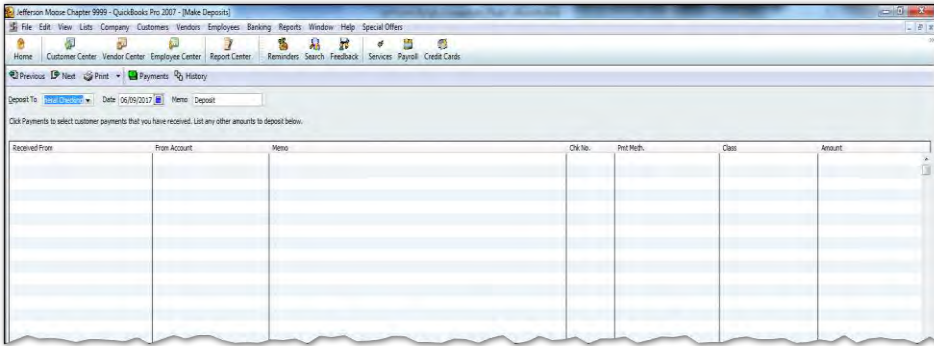 Jefferson Moose Chapter 9999 - QuickBooks Pro 2007 - [Make Deposits]
File Edit View Lists Company Customers Vendors Employees Banking Reports Window Help Special Offers
Home Customer Center Vendor Center Employee Center Report Center Reminders Search Feedback Services Payroll Credit Cards
Previous Next Print Payments History
Deposit To neral Checking Date 06/09/2017 Memo Deposit
Click Payments to select customer payments that you have received. List any other amounts to deposit below.
Received From From Account Memo Chk No. Pmt Meth. Class Amount